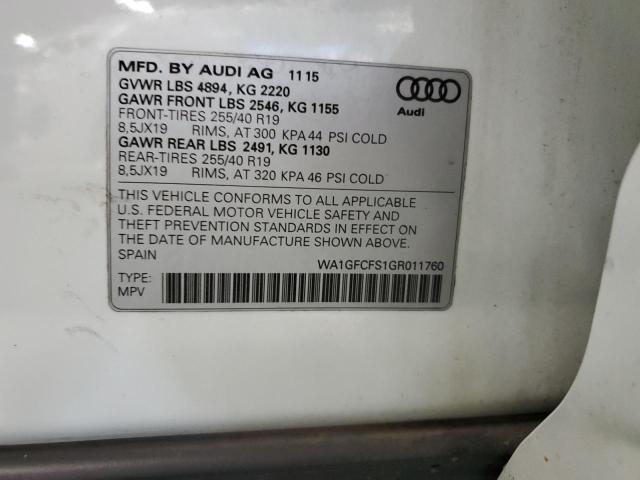 MFD. BY AUDI AG 11 15
GVWR LBS 4894, KG 2220
GAWR FRONT LBS 2546, KG 1155
FRONT-TIRES 255/40 R19
8,5JX19 RIMS, AT 300 KPA 44 PSI COLD
GAWR REAR LBS 2491, KG 1130
REAR-TIRES 255/40 R19
8,5JX19 RIMS, AT 320 KPA 46 PSI COLD
Audi
THIS VEHICLE CONFORMS TO ALL APPLICABLE
U.S. FEDERAL MOTOR VEHICLE SAFETY AND
THEFT PREVENTION STANDARDS IN EFFECT ON
THE DATE OF MANUFACTURE SHOWN ABOVE.
SPAIN WA1GFCFS1GR011760
TYPE:
MPV